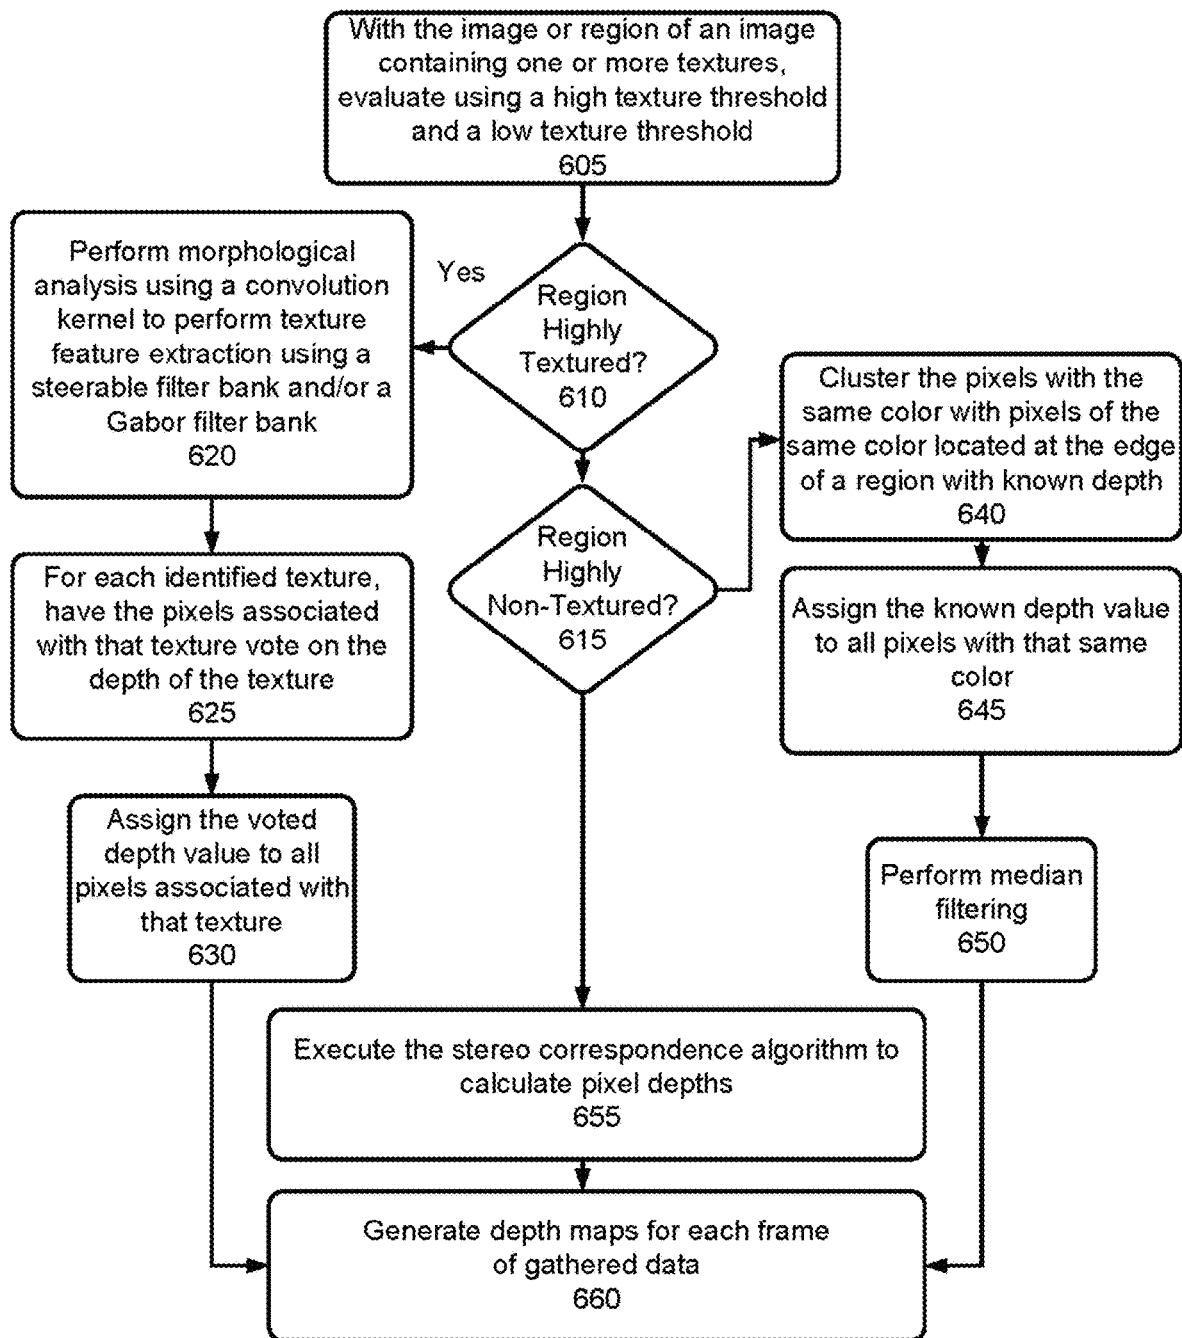 With the image or region of an image
containing one or more textures,
evaluate using a high texture threshold
and a low texture threshold
605
Yes
Region
Highly
Textured?
610
Perform morphological
analysis using a convolution
kernel to perform texture
feature extraction using a
steerable filter bank and/or a
Gabor filter bank
620
For each identified texture,
have the pixels associated
with that texture vote on the
depth of the texture
625
Assign the voted
depth value to all
pixels associated with
that texture
630
Region
Highly
Non-Textured?
615
Cluster the pixels with the
same color with pixels of the
same color located at the edge
of a region with known depth
640
Assign the known depth value
to all pixels with that same
color
645
Perform median
filtering
650
Execute the stereo correspondence algorithm to
calculate pixel depths
655
Generate depth maps for each frame
of gathered data
660